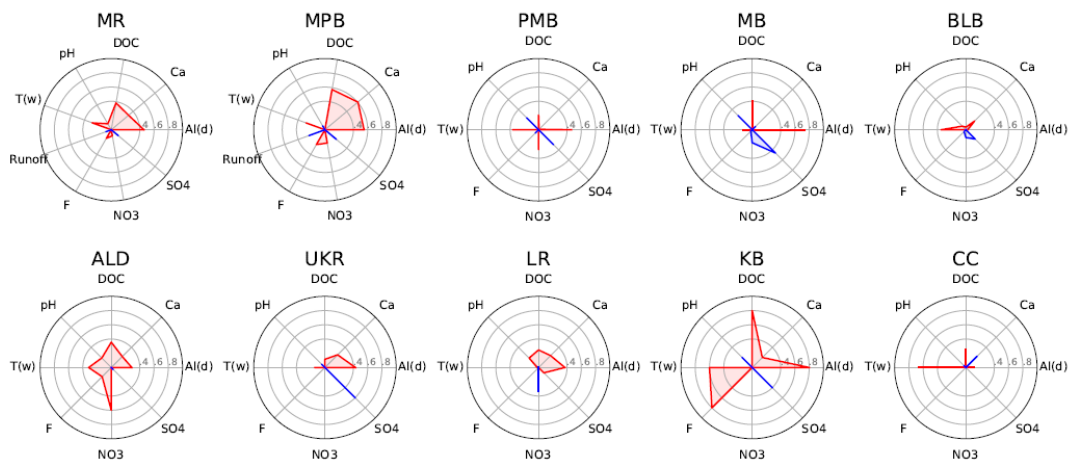 MR
DOC
pH
Ca
T(w)
.4 .6 .8
Al(d)
Runoff
SO4
F
NO3
MPB
DOC
pH
Ca
T(w)
.4 .6 .8
Al(d)
Runoff
SO4
F
NO3
PMB
DOC
pH
Ca
T(w)
.4 .6 .8
Al(d)
F
SO4
NO3
MB
DOC
pH
Ca
T(w)
.4 .6 .8
Al(d)
F
SO4
NO3
BLB
DOC
pH
Ca
T(w)
.4 .6 .8
Al(d)
F
SO4
NO3
ALD
DOC
pH
Ca
T(w)
.4 .6 .8
Al(d)
F
SO4
NO3
UKR
DOC
pH
Ca
T(w)
.4 .6 .8
Al(d)
F
SO4
NO3
LR
DOC
pH
Ca
T(w)
.4 .6 .8
Al(d)
F
SO4
NO3
KB
DOC
pH
Ca
T(w)
.4 .6 .8
Al(d)
F
SO4
NO3
CC
DOC
pH
Ca
T(w)
.4 .6 .8
Al(d)
F
SO4
NO3